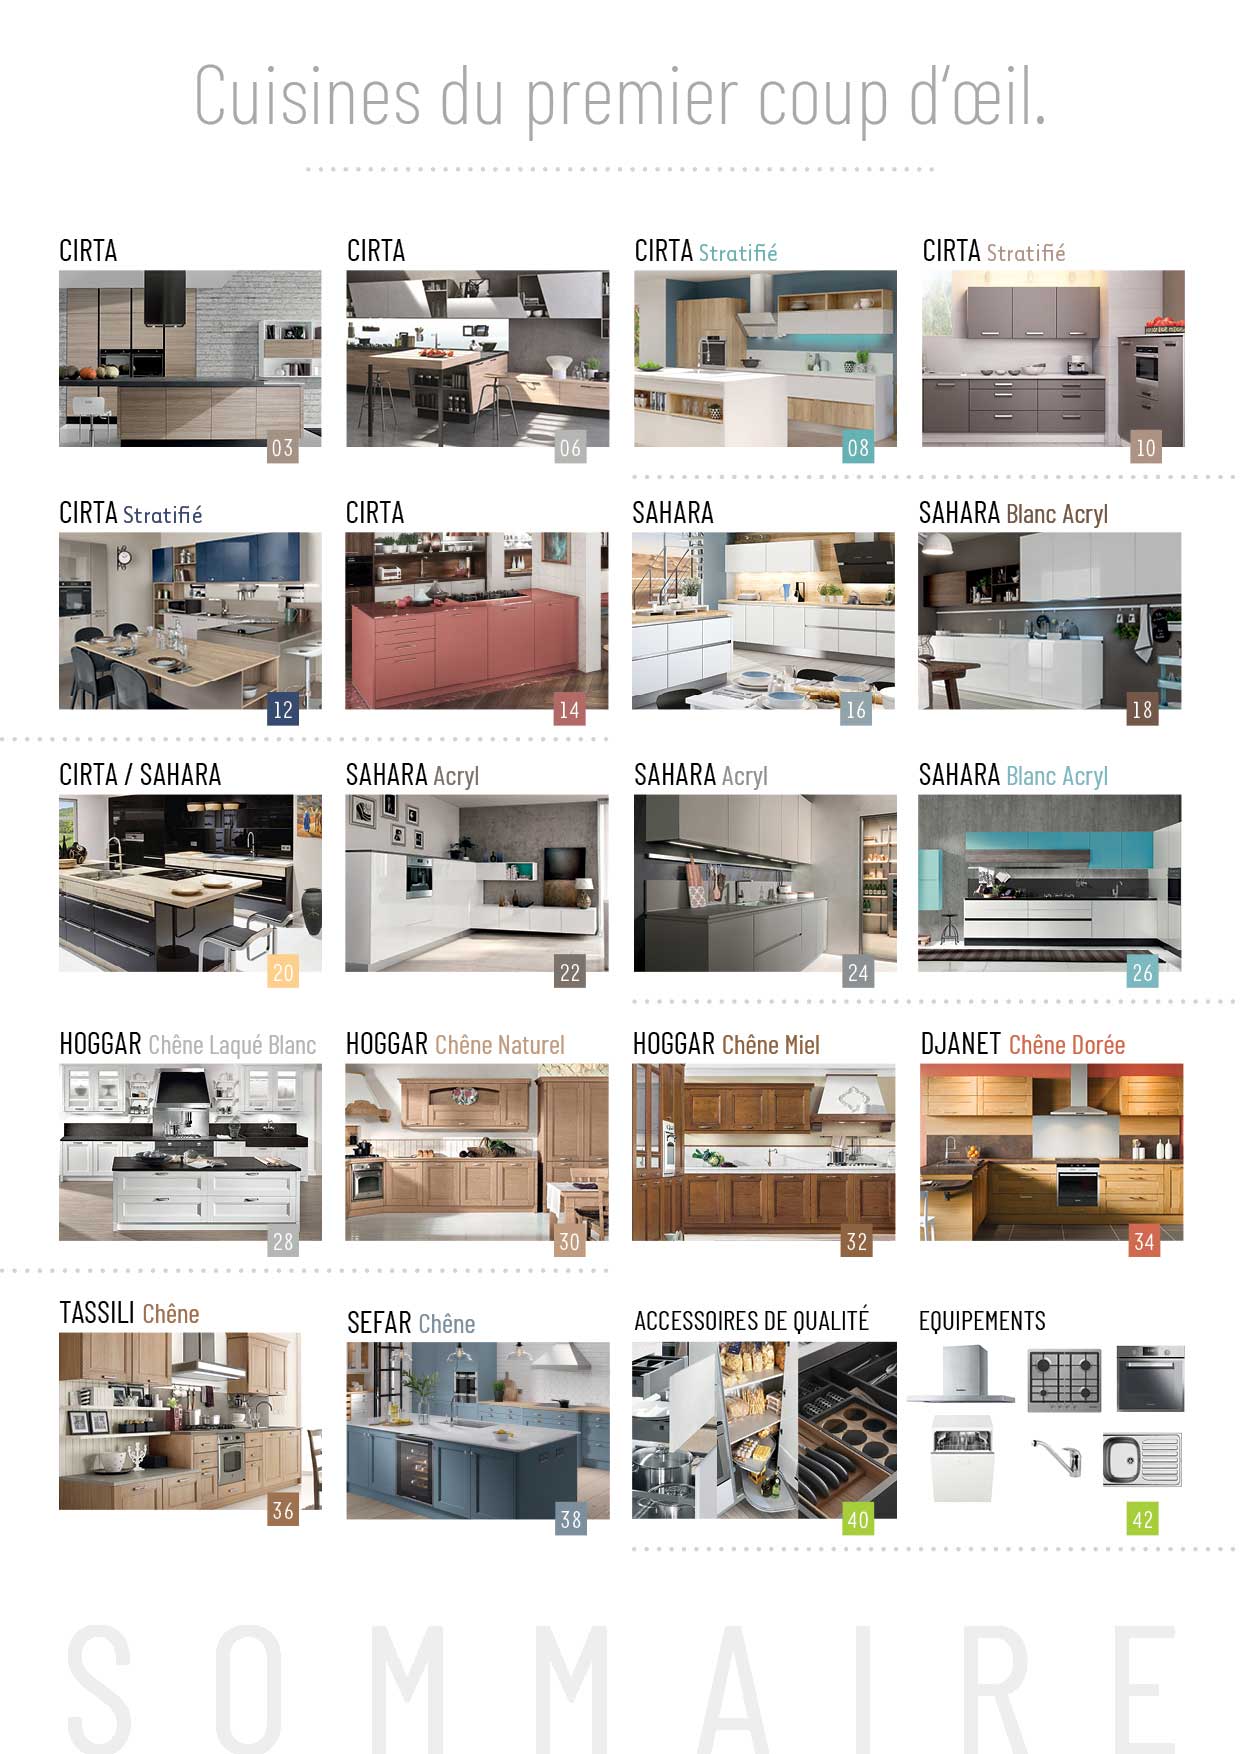 Cuisines du premier coup d'œil.
CIRTA
CIRTA
CIRTA Stratifié
CIRTA Stratifié
03
06
08
10
CIRTA Stratifié
CIRTA
SAHARA
SAHARA Blanc Acryl
12
14
16
18
CIRTA / SAHARA
SAHARA Acryl
SAHARA Acryl
SAHARA Blanc Acryl
20
22
24
26
HOGGAR Chêne Laqué Blanc
HOGGAR Chêne Naturel
HOGGAR Chêne Miel
DJANET Chêne Dorée
28
30
32
34
TASSILI Chêne
SEFAR Chêne
ACCESSOIRES DE QUALITÉ
EQUIPEMENTS
36
38
40
42
SOMMAIRE